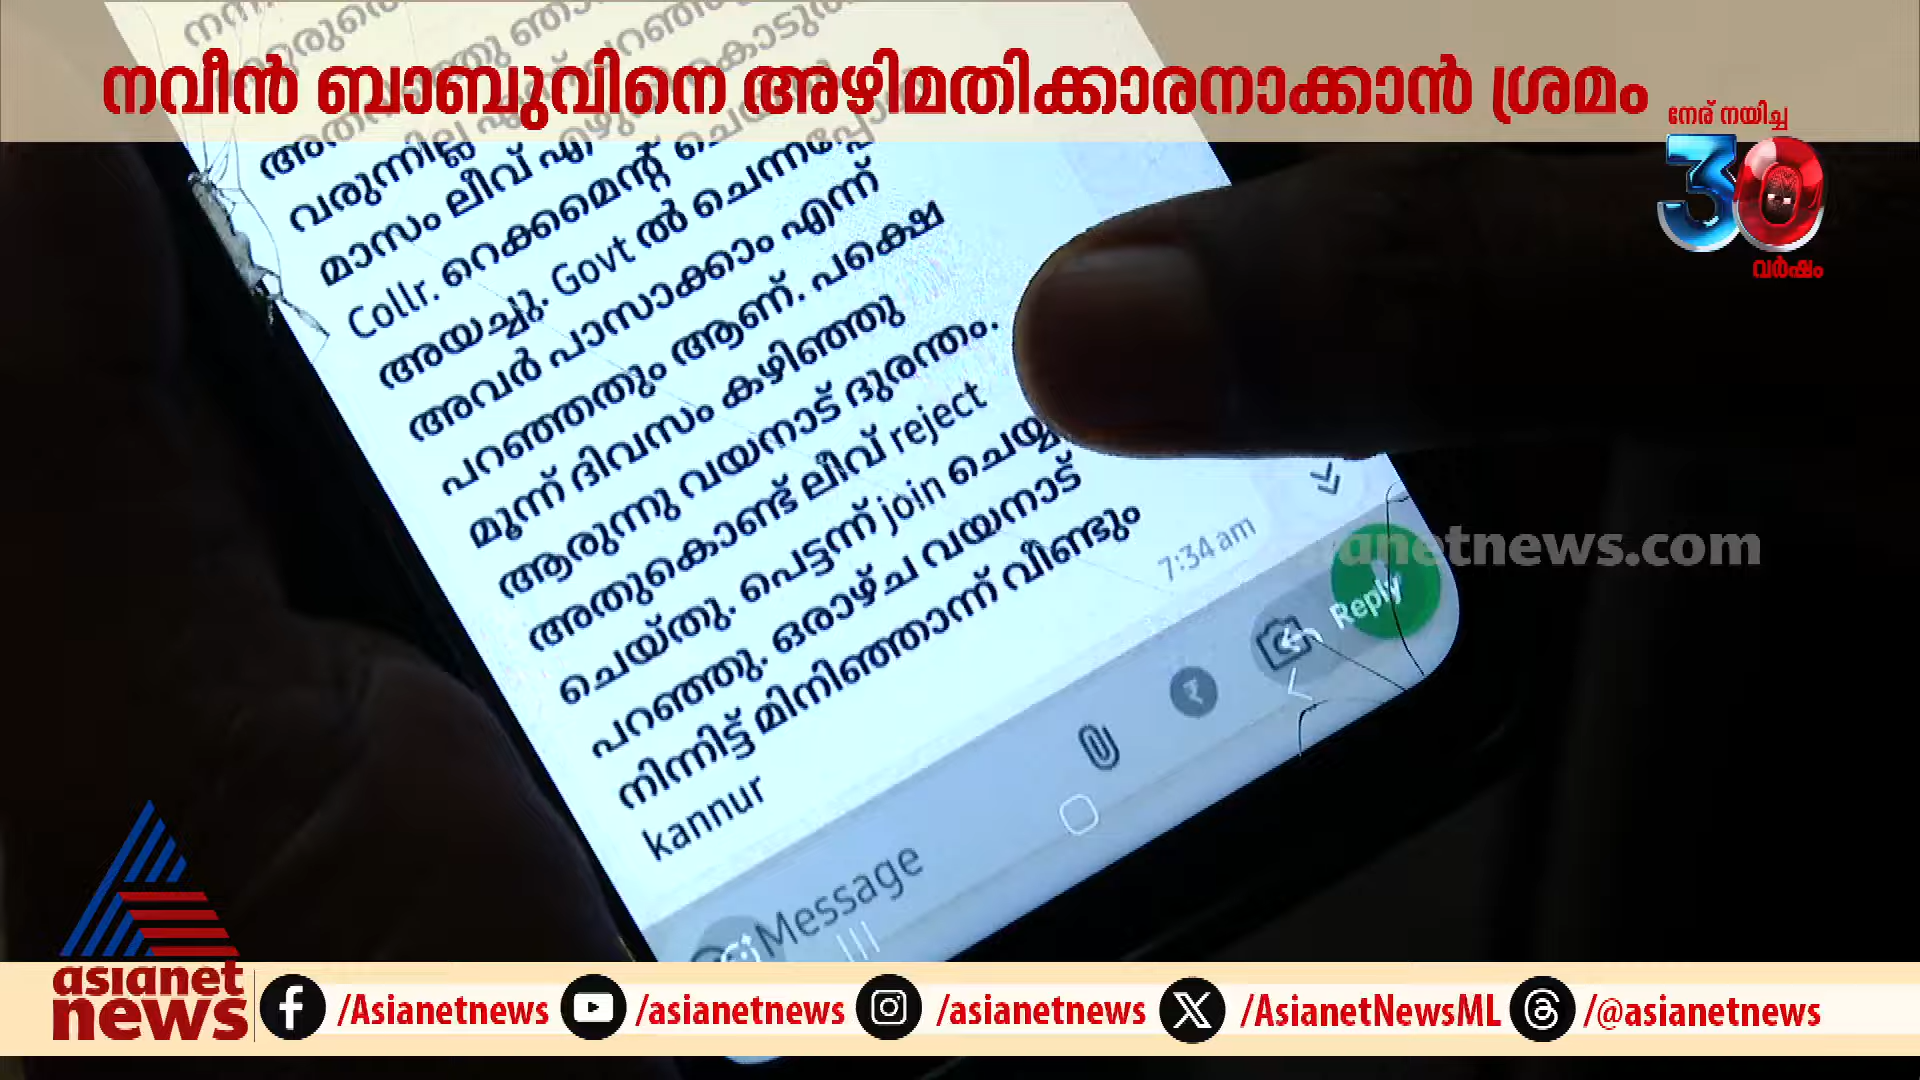 നവീൻ ബാബുവിനെ അഴിമതിക്കാരനാക്കാൻ ശ്രമം
നേര് നയിച്ച
30
വർഷം
വരുന്നില്ല
മാസം ലീവ്
Collr. റെക്കമെന്റ്
അയച്ചു. Govt ൽ ചെന്നപ്പോൾ
അവർ പാസാക്കാം എന്ന്
പറഞ്ഞതും ആണ്. പക്ഷെ
മൂന്ന് ദിവസം കഴിഞ്ഞു
ആരുന്നു വയനാട് ദുരന്തം.
അതുകൊണ്ട് ലീവ് reject
ചെയ്തു. പെട്ടന്ന് join
പറഞ്ഞു. ഒരാഴ്ച വയനാട്
നിന്നിട്ട് മിനിഞ്ഞാന്ന് വീണ്ടും
kannur
7:34 am
Reply
Message
anetnews.com
asianet
news
/Asianetnews /asianetnews /asianetnews /AsianetNewsML /@asianetnews